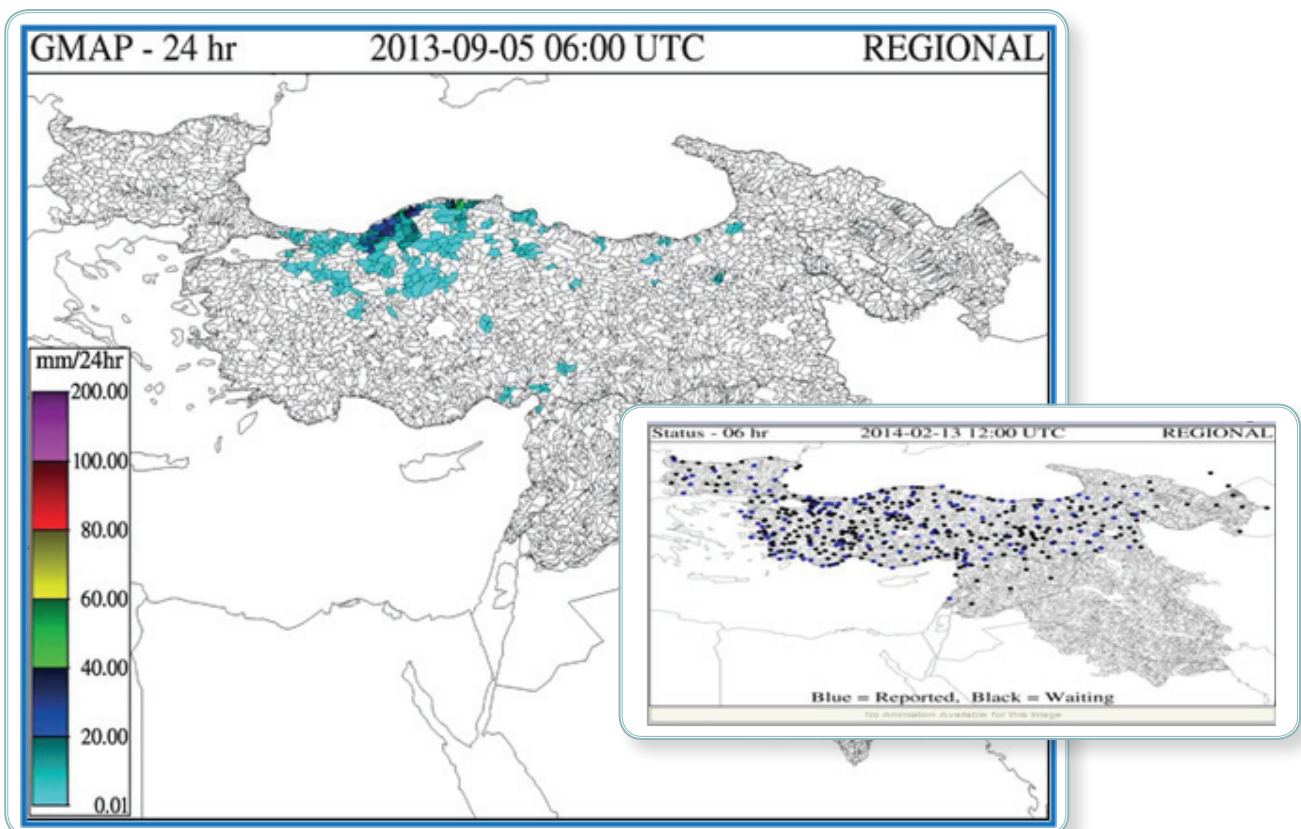 GMAP - 24 hr 2013-09-05 06:00 UTC REGIONAL
mm/24hr
200.00
100.00
80.00
60.00
40.00
20.00
0.01
Status - 06 hr 2014-02-13 12:00 UTC REGIONAL
Blue = Reported, Black = Waiting
No Animation Available for this Image